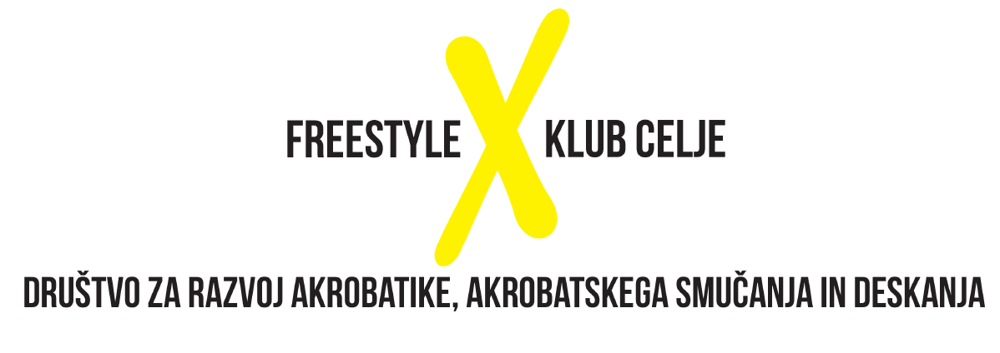 FREESTYLE X KLUB CELJE
DRUŠTVO ZA RAZVOJ AKROBATIKE, AKROBATSKEGA SMUČANJA IN DESKANJA